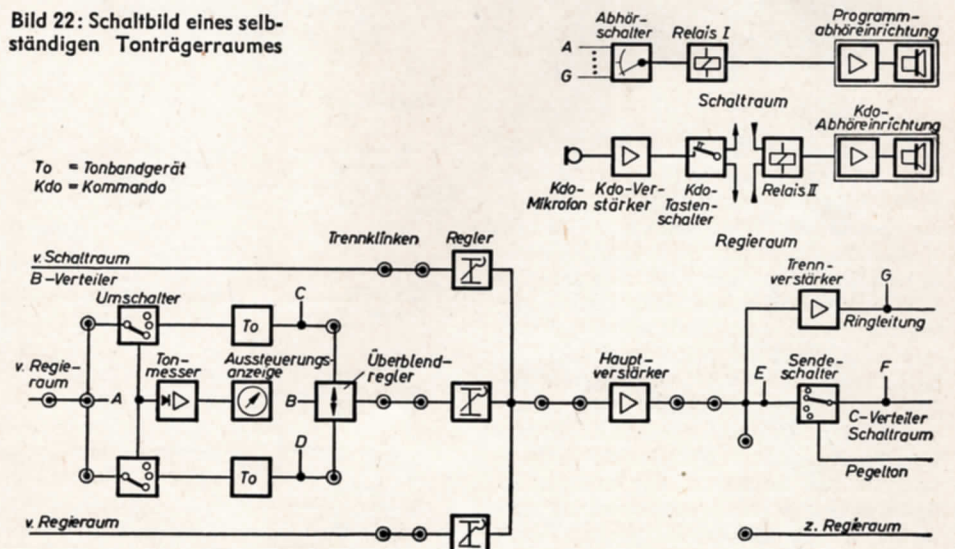 Bild 22: Schaltbild eines selb-
ständigen Tonträgerraumes
To = Tonbandgerät
Kdo = Kommando
Abhör-
schalter
Relais I
Programm-
abhöreinrichtung
A
G
Schaltraum
Kdo-
Abhöreinrichtung
Kdo-
Mikrofon
Kdo-Ver-
stärker
Kdo-
Tasten-
schalter
Relais II
Regieraum
Trennklinken
Regler
v. Schaltraum
B-Verteiler
Umschalter
C
To
v. Regie-
raum
A
Ton-
messer
Aussteuerungs-
anzeige
Überblend-
regler
B
D
To
v. Regieraum
Haupt-
verstärker
Trenn-
verstärker
G
Ringleitung
E
Sende-
schalter
F
C-Verteiler
Schaltraum
Pegelton
z. Regieraum